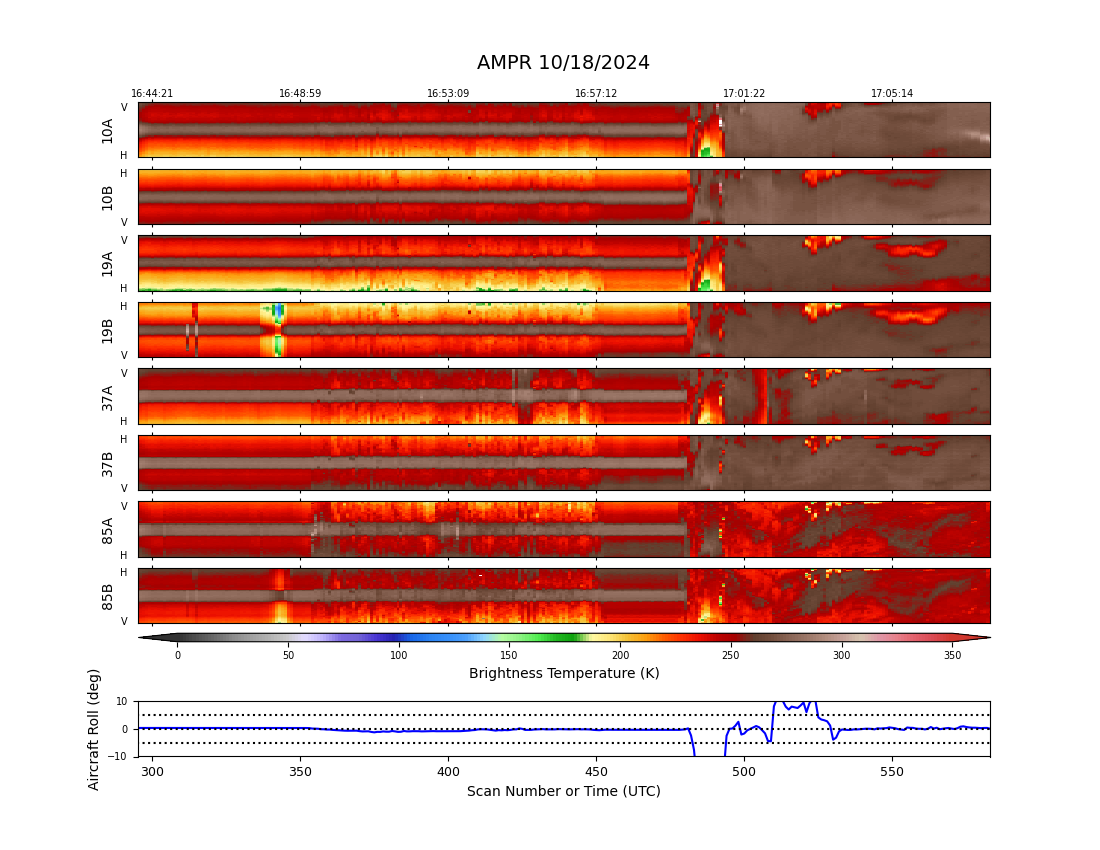 AMPR 10/18/2024
16:44:21 16:48:59 16:53:09 16:57:12 17:01:22 17:05:14
V
10A
H
H
10B
V
V
19A
H
H
19B
V
V
37A
H
H
37B
V
V
85A
H
H
85B
V
0 50 100 150 200 250 300 350
Brightness Temperature (K)
Aircraft Roll (deg)
10
0
−10
300 350 400 450 500 550
Scan Number or Time (UTC)